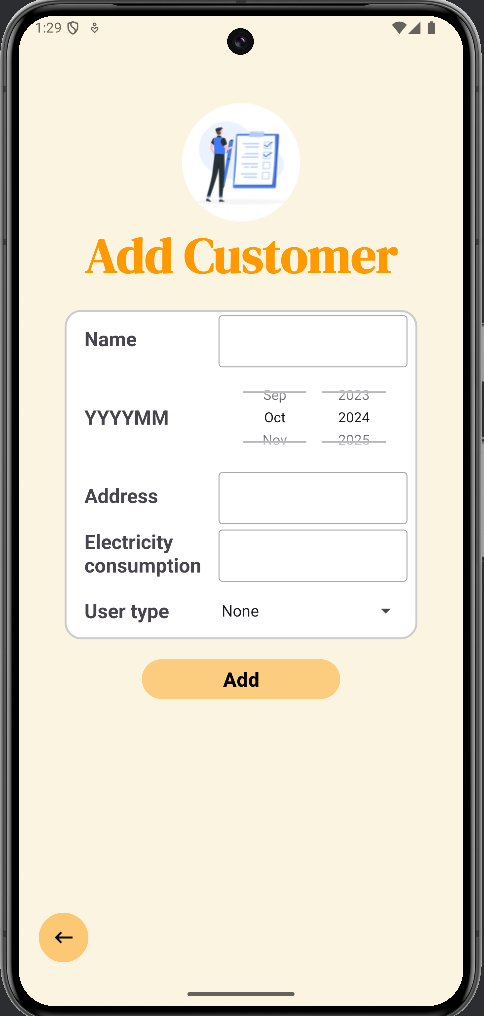 1:29
Add Customer
Name
Sep 2023
YYYYMM Oct 2024
Nov 2025
Address
Electricity
consumption
User type None
Add